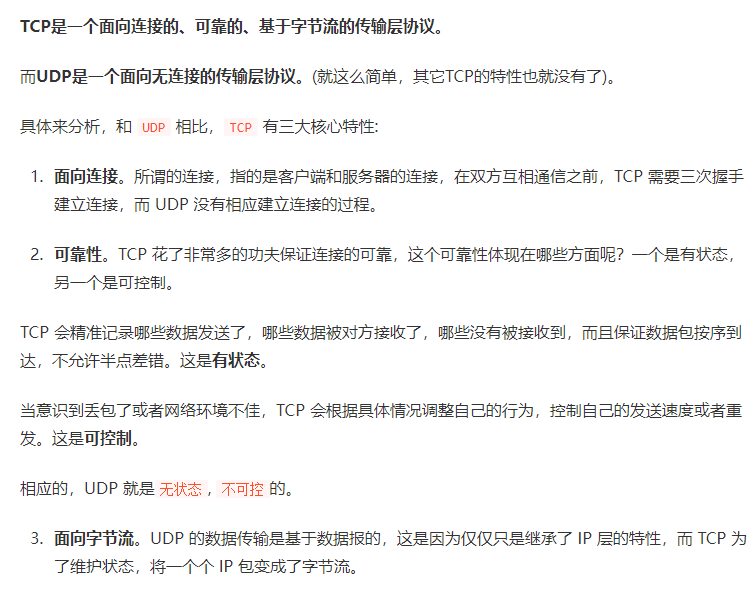 TCP是一个面向连接的、可靠的、基于字节流的传输层协议。
而UDP是一个面向无连接的传输层协议。(就这么简单，其它TCP的特性也就没有了)。
具体来分析，和 UDP 相比， TCP 有三大核心特性:
1. 面向连接。所谓的连接，指的是客户端和服务器的连接，在双方互相通信之前，TCP 需要三次握手
建立连接，而 UDP 没有相应建立连接的过程。
2. 可靠性。TCP 花了非常多的功夫保证连接的可靠，这个可靠性体现在哪些方面呢？一个是有状态，
另一个是可控制。
TCP 会精准记录哪些数据发送了，哪些数据被对方接收了，哪些没有被接收到，而且保证数据包按序到
达，不允许半点差错。这是有状态。
当意识到丢包了或者网络环境不佳，TCP 会根据具体情况调整自己的行为，控制自己的发送速度或者重
发。这是可控制。
相应的，UDP 就是 无状态 ， 不可控 的。
3. 面向字节流。UDP 的数据传输是基于数据报的，这是因为仅仅只是继承了 IP 层的特性，而 TCP 为
了维护状态，将一个个 IP 包变成了字节流。